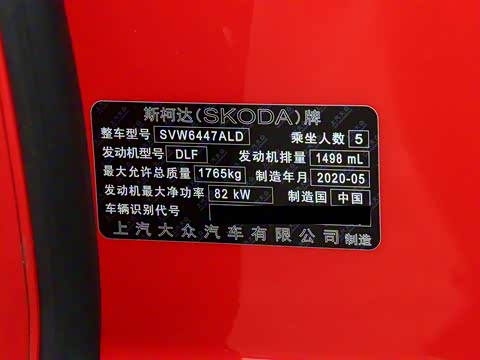 斯柯达(SKODA)牌
整车型号 SVW6447ALD 乘坐人数 5
发动机型号 DLF 发动机排量 1498 mL
最大允许总质量 1765kg 制造年月 2020-05
发动机最大净功率 82 kW 制造国 中国
车辆识别代号
上汽大众汽车有限公司 制造